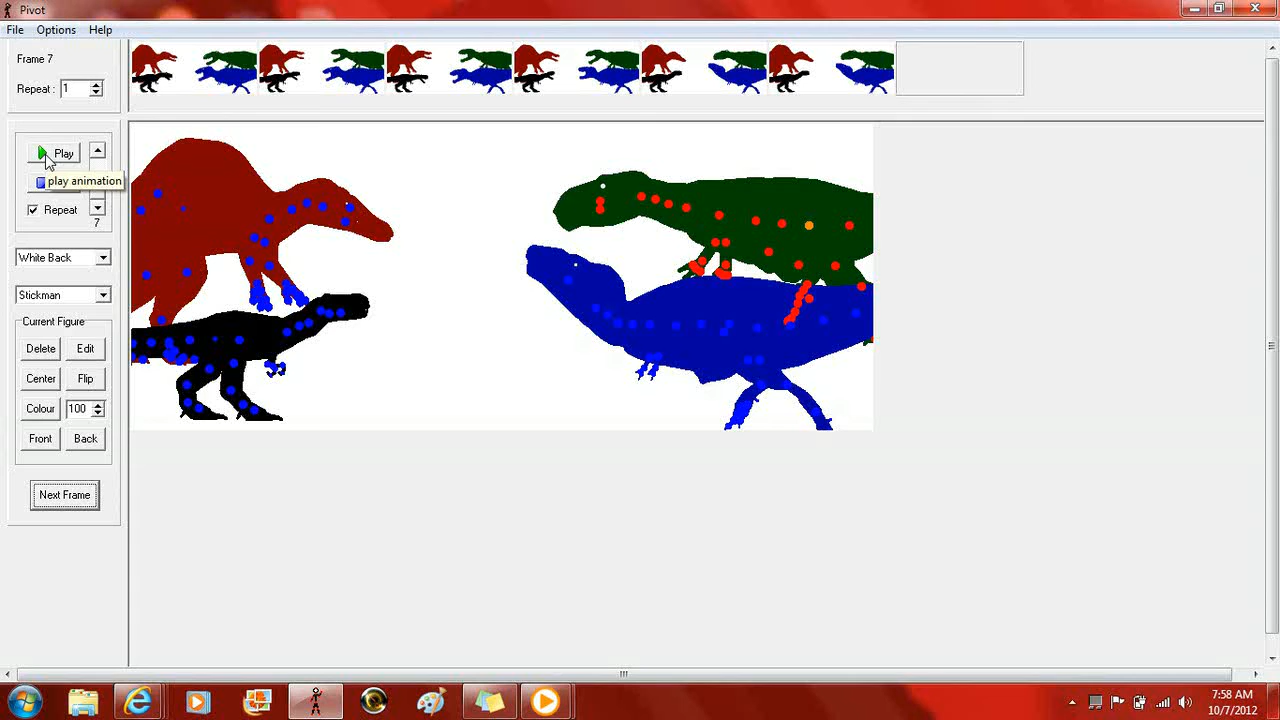 Pivot
File Options Help
Frame 7
Repeat : 1
Play
play animation
Repeat
7
White Back
Stickman
Current Figure
Delete Edit
Center Flip
Colour 100
Front Back
Next Frame
7:58 AM
10/7/2012